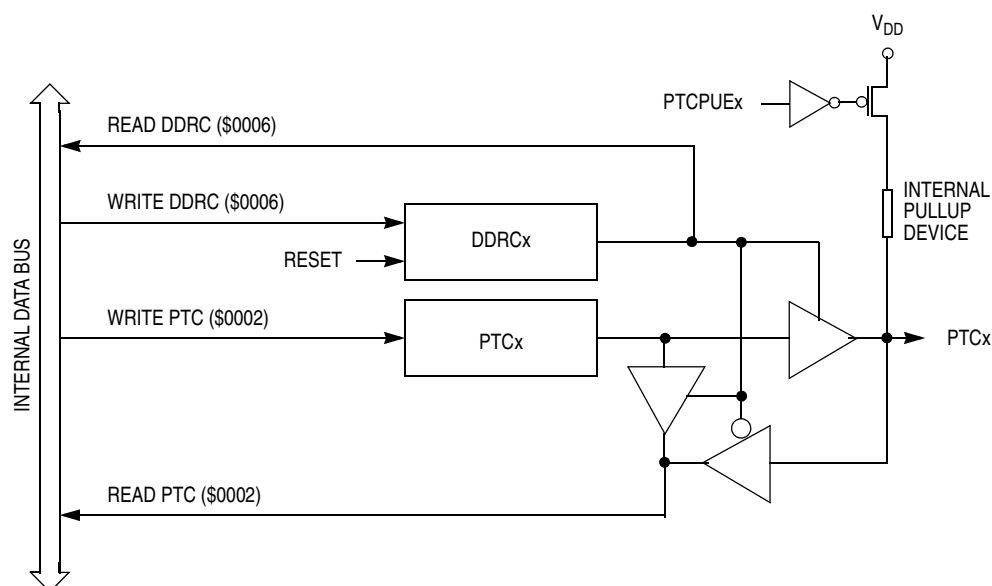 VDD
PTCPUEx
READ DDRC ($0006)
WRITE DDRC ($0006)
INTERNAL
PULLUP
DEVICE
DDRCx
RESET
WRITE PTC ($0002)
PTCx
PTCx
READ PTC ($0002)
INTERNAL DATA BUS